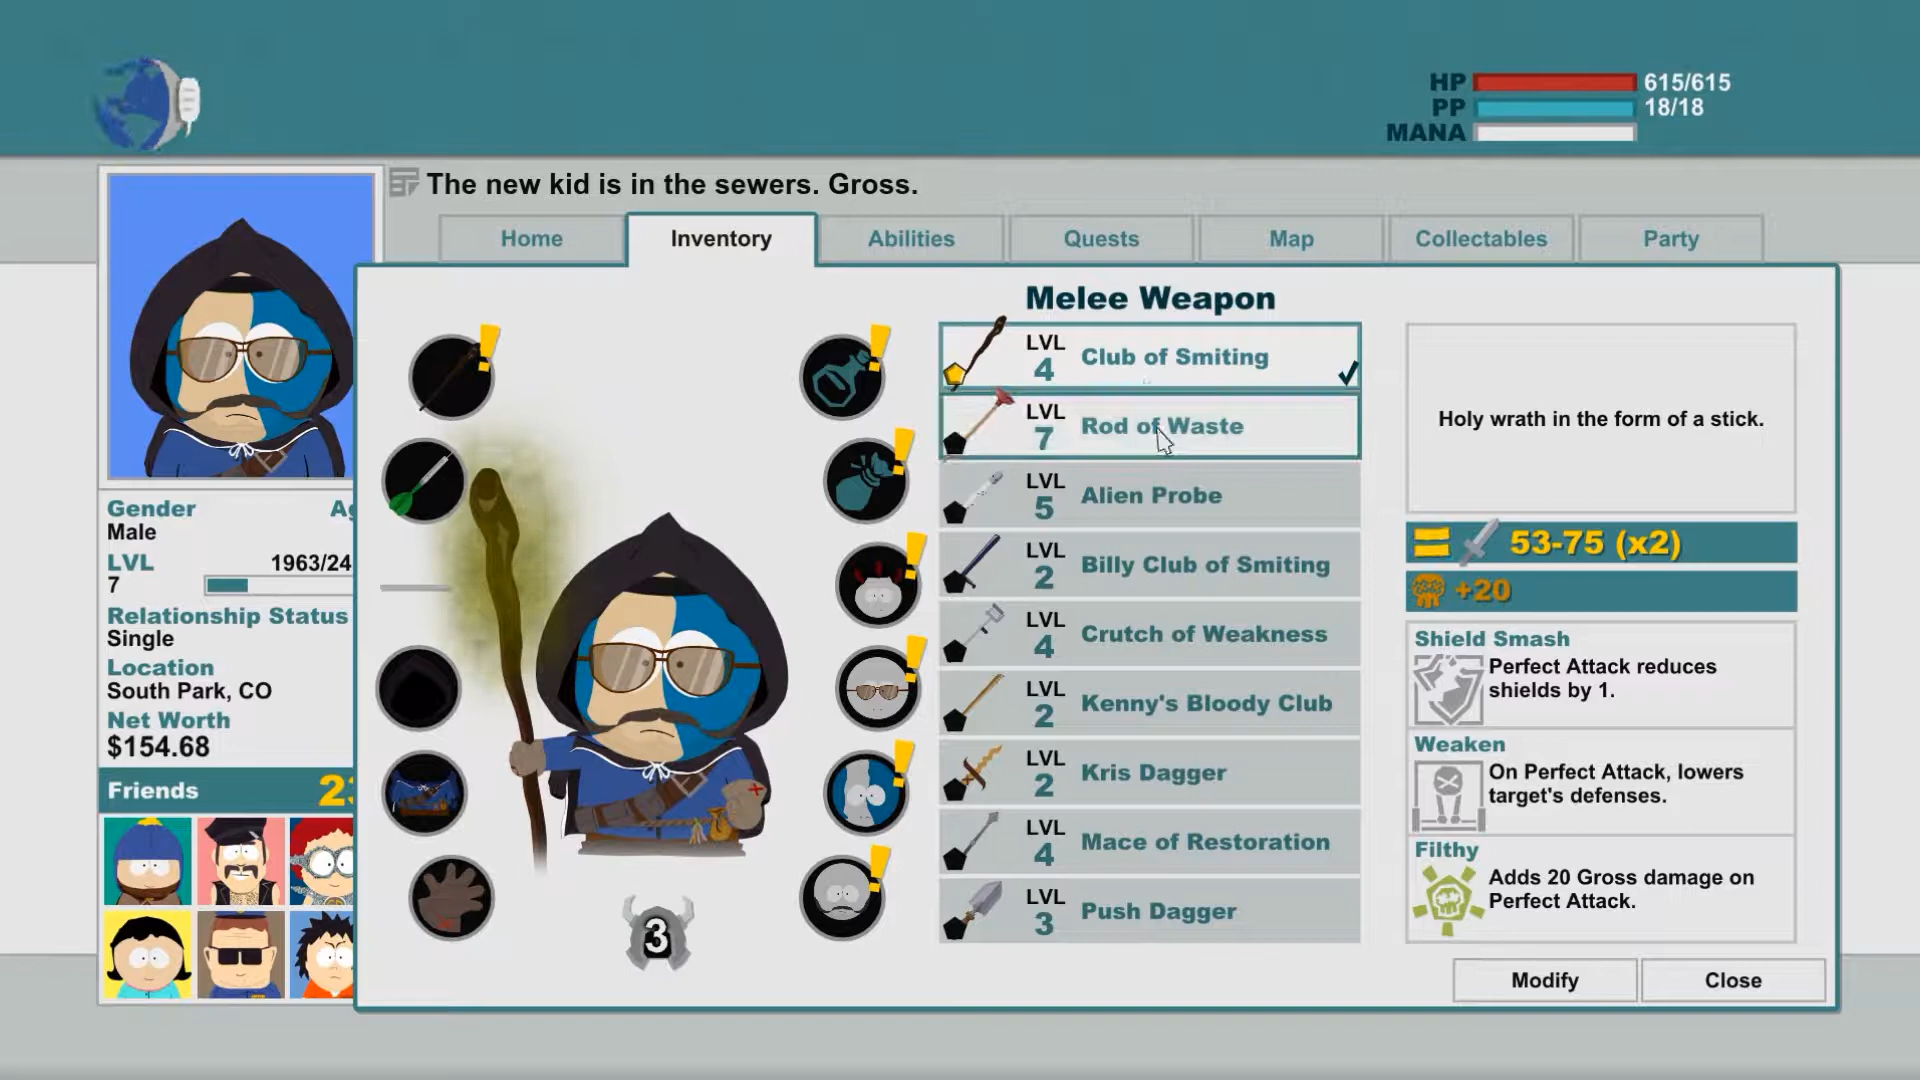 HP 615/615
PP 18/18
MANA
The new kid is in the sewers. Gross.
Home
Inventory
Abilities
Quests
Map
Collectables
Party
Gender
Male
LVL 1963/24
7
Relationship Status
Single
Location
South Park, CO
Net Worth
$154.68
Friends
3
Melee Weapon
LVL
4 Club of Smiting
LVL
7 Rod of Waste
LVL
5 Alien Probe
LVL
2 Billy Club of Smiting
LVL
4 Crutch of Weakness
LVL
2 Kenny's Bloody Club
LVL
2 Kris Dagger
LVL
4 Mace of Restoration
LVL
3 Push Dagger
Holy wrath in the form of a stick.
= 53-75 (x2)
+20
Shield Smash
Perfect Attack reduces
shields by 1.
Weaken
On Perfect Attack, lowers
target's defenses.
Filthy
Adds 20 Gross damage on
Perfect Attack.
Modify
Close